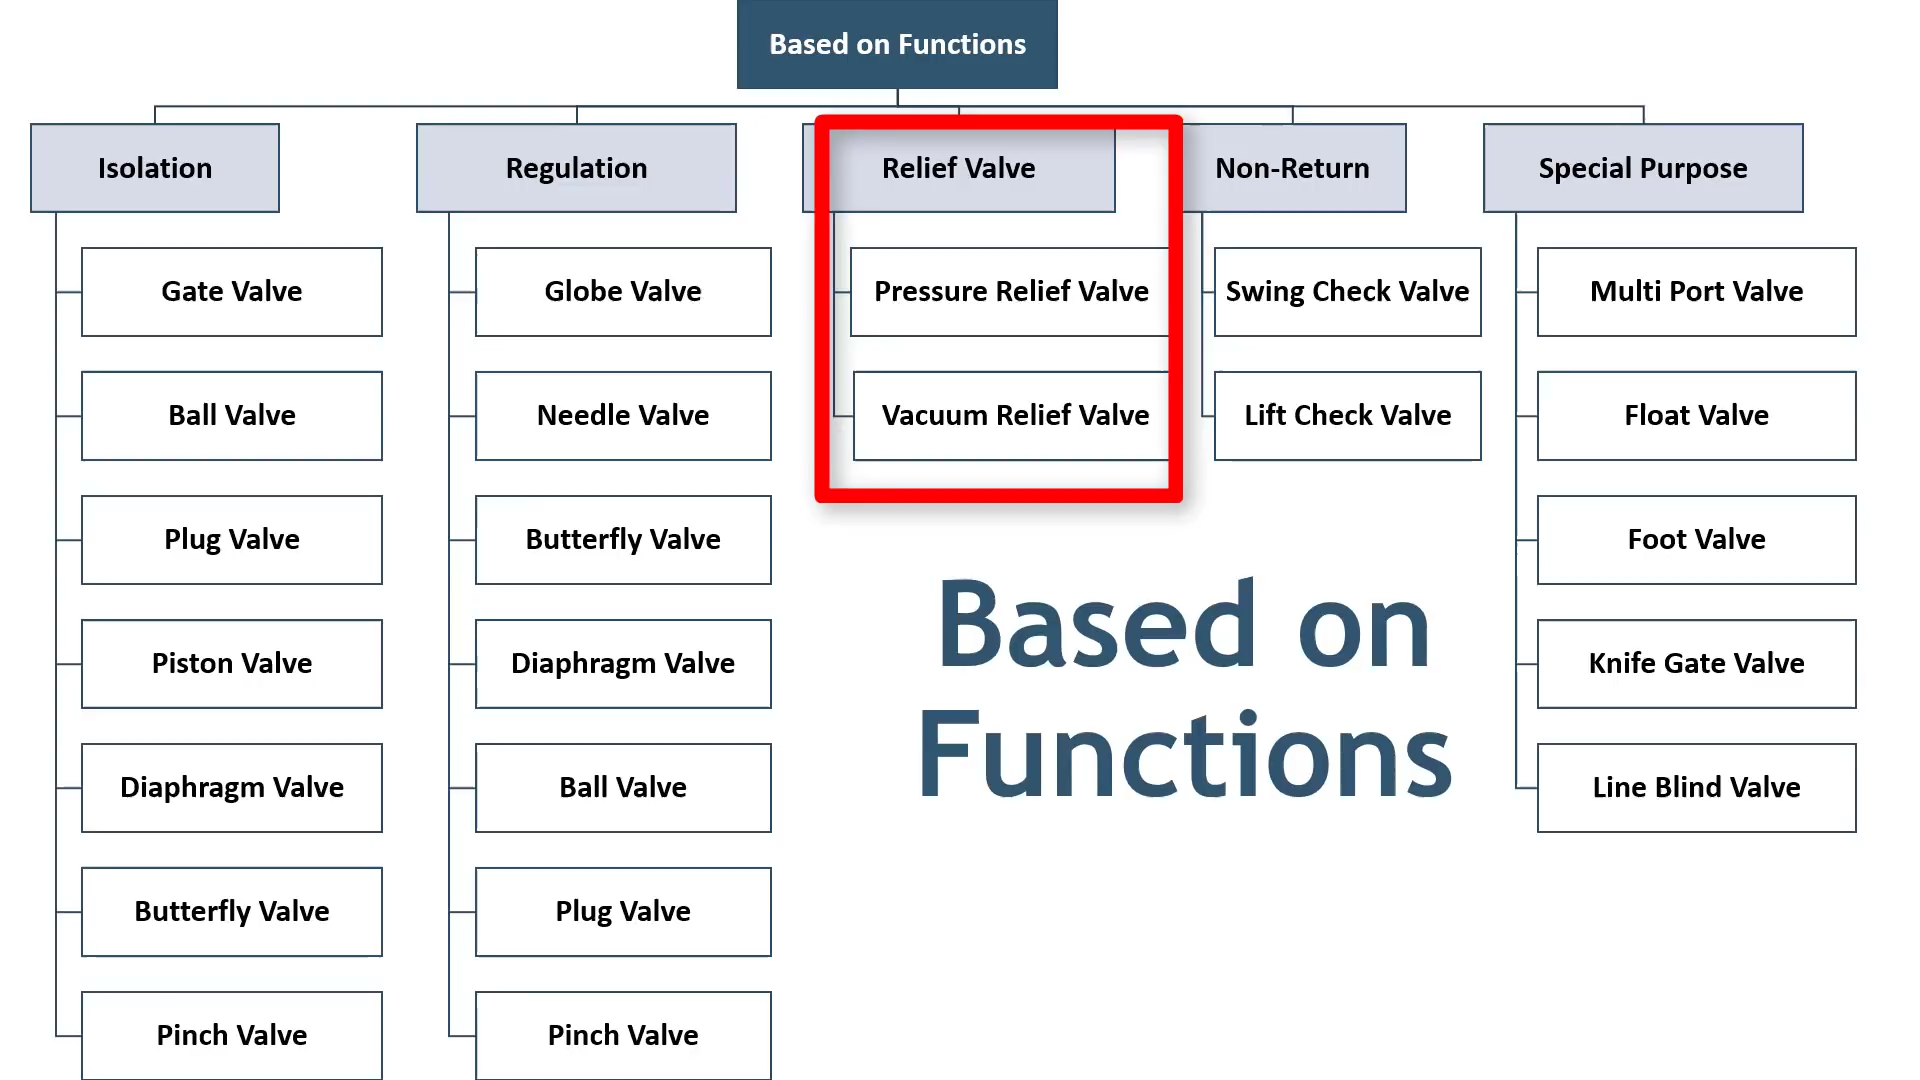 Based on Functions
Isolation
Gate Valve
Ball Valve
Plug Valve
Piston Valve
Diaphragm Valve
Butterfly Valve
Pinch Valve
Regulation
Globe Valve
Needle Valve
Butterfly Valve
Diaphragm Valve
Ball Valve
Plug Valve
Pinch Valve
Relief Valve
Pressure Relief Valve
Vacuum Relief Valve
Non-Return
Swing Check Valve
Lift Check Valve
Special Purpose
Multi Port Valve
Float Valve
Foot Valve
Knife Gate Valve
Line Blind Valve
Based on
Functions